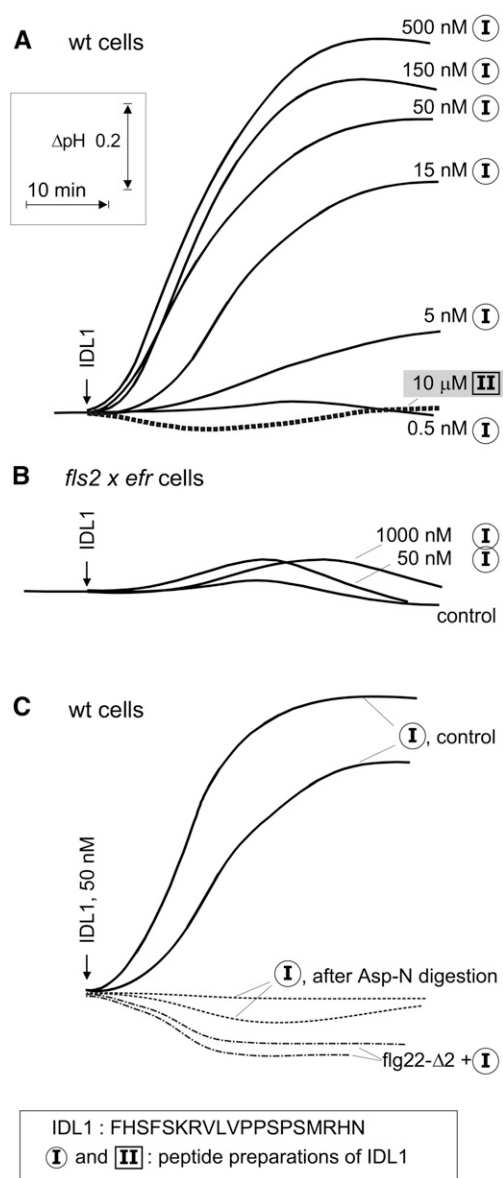 A wt cells
500 nM I
150 nM I
50 nM I
ΔpH 0.2
10 min
15 nM I
IDL1
5 nM I
10 μM II
0.5 nM I
B fls2 x efr cells
IDL1
1000 nM I
50 nM I
control
C wt cells
I, control
IDL1, 50 nM
I, after Asp-N digestion
flg22-Δ2 + I
IDL1 : FHSFSKRVLVPPSPSMRHN
I and II : peptide preparations of IDL1